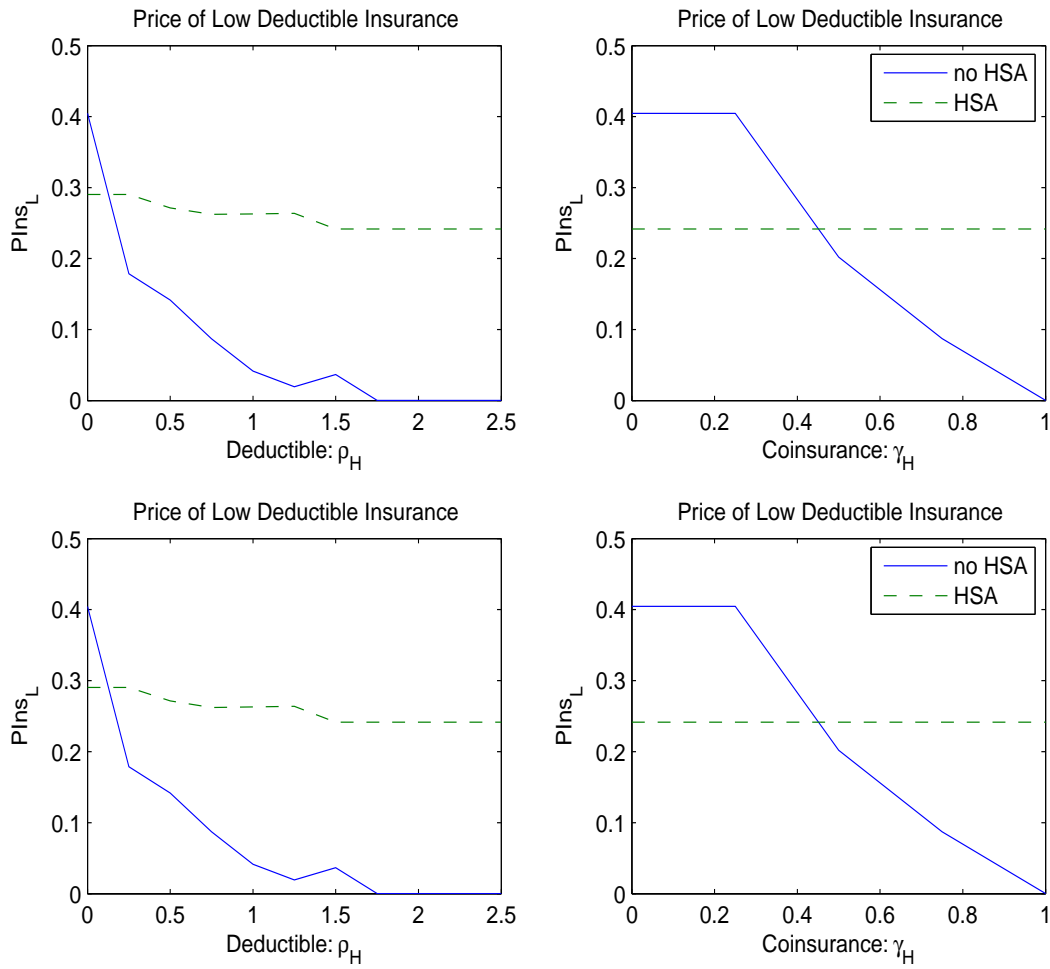 Price of Low Deductible Insurance
0.5
0.4
0.3
0.2
0.1
0
PIns_L
0 0.5 1 1.5 2 2.5
Deductible: ρ_H
Price of Low Deductible Insurance
no HSA
HSA
0.5
0.4
0.3
0.2
0.1
0
PIns_L
0 0.2 0.4 0.6 0.8 1
Coinsurance: γ_H
Price of Low Deductible Insurance
0.5
0.4
0.3
0.2
0.1
0
PIns_L
0 0.5 1 1.5 2 2.5
Deductible: ρ_H
Price of Low Deductible Insurance
no HSA
HSA
0.5
0.4
0.3
0.2
0.1
0
PIns_L
0 0.2 0.4 0.6 0.8 1
Coinsurance: γ_H